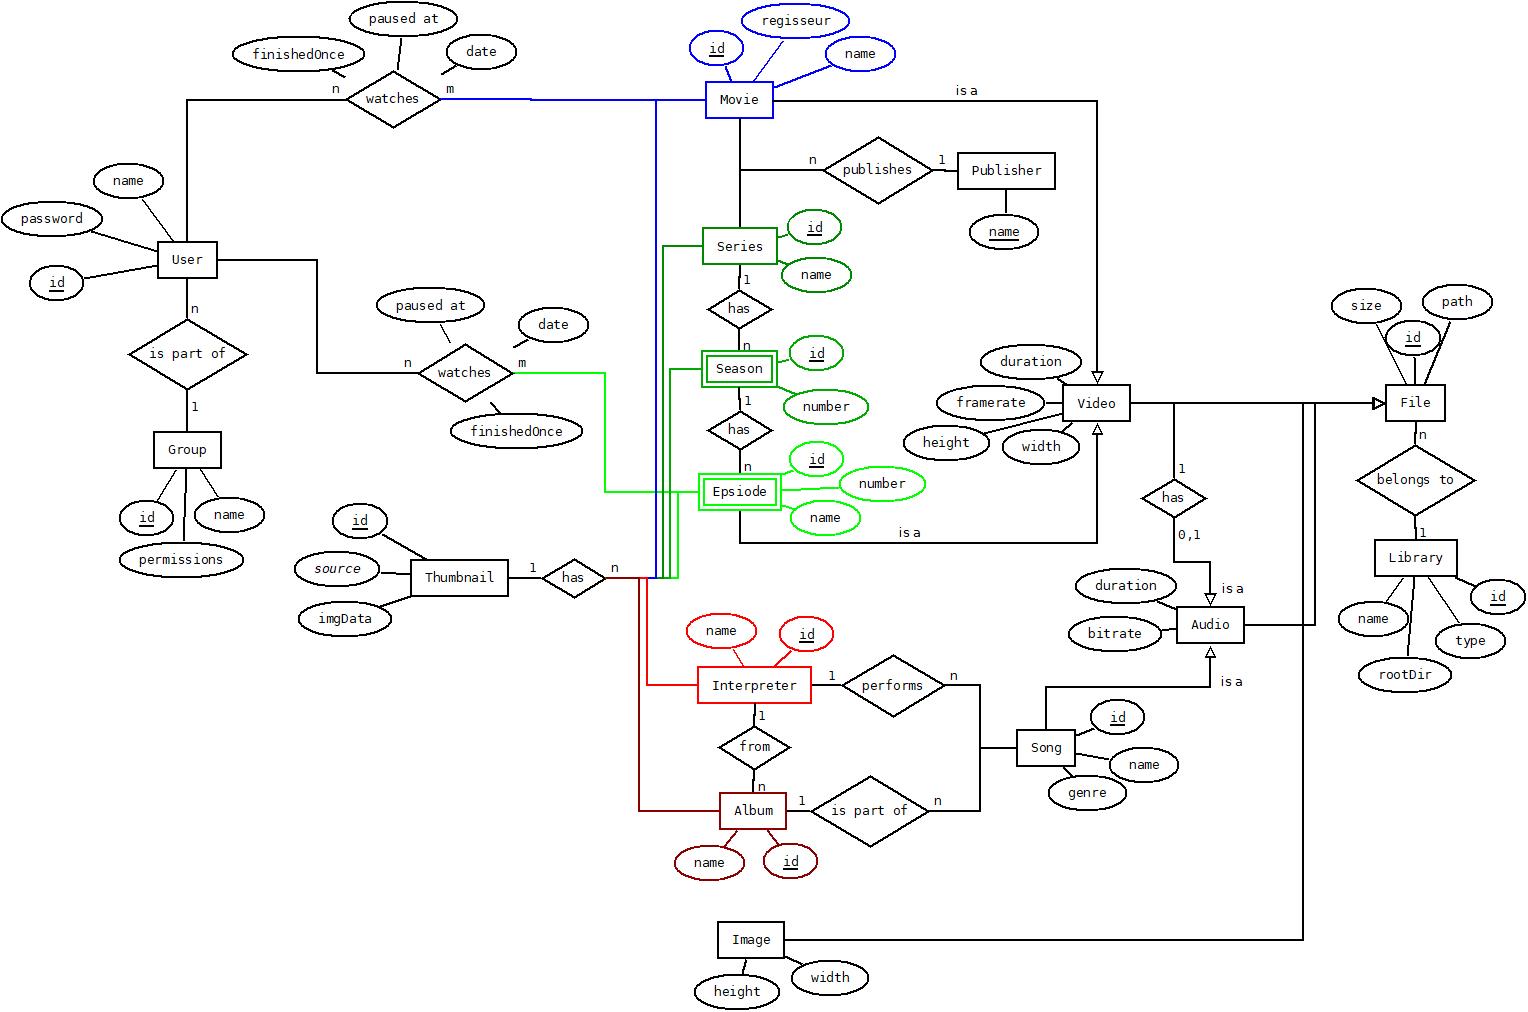 paused at
regisseur
finishedOnce
date
id
name
n
watches
m
Movie
is a
n
publishes
1
Publisher
name
password
id
name
User
Series
name
id
n
paused at
date
1
has
size
path
id
is part of
n
watches
m
n
Season
id
duration
1
finishedOnce
1
number
framerate
Video
File
Group
has
height
width
n
id
name
n
id
1
belongs to
permissions
Epsiode
number
has
name
is a
0,1
1
id
source
imgData
Thumbnail
1
has
n
Library
id
duration
is a
bitrate
Audio
name
type
rootDir
name
id
Interpreter
1
performs
n
is a
1
from
n
Song
id
name
genre
Album
1
is part of
n
name
id
Image
height
width